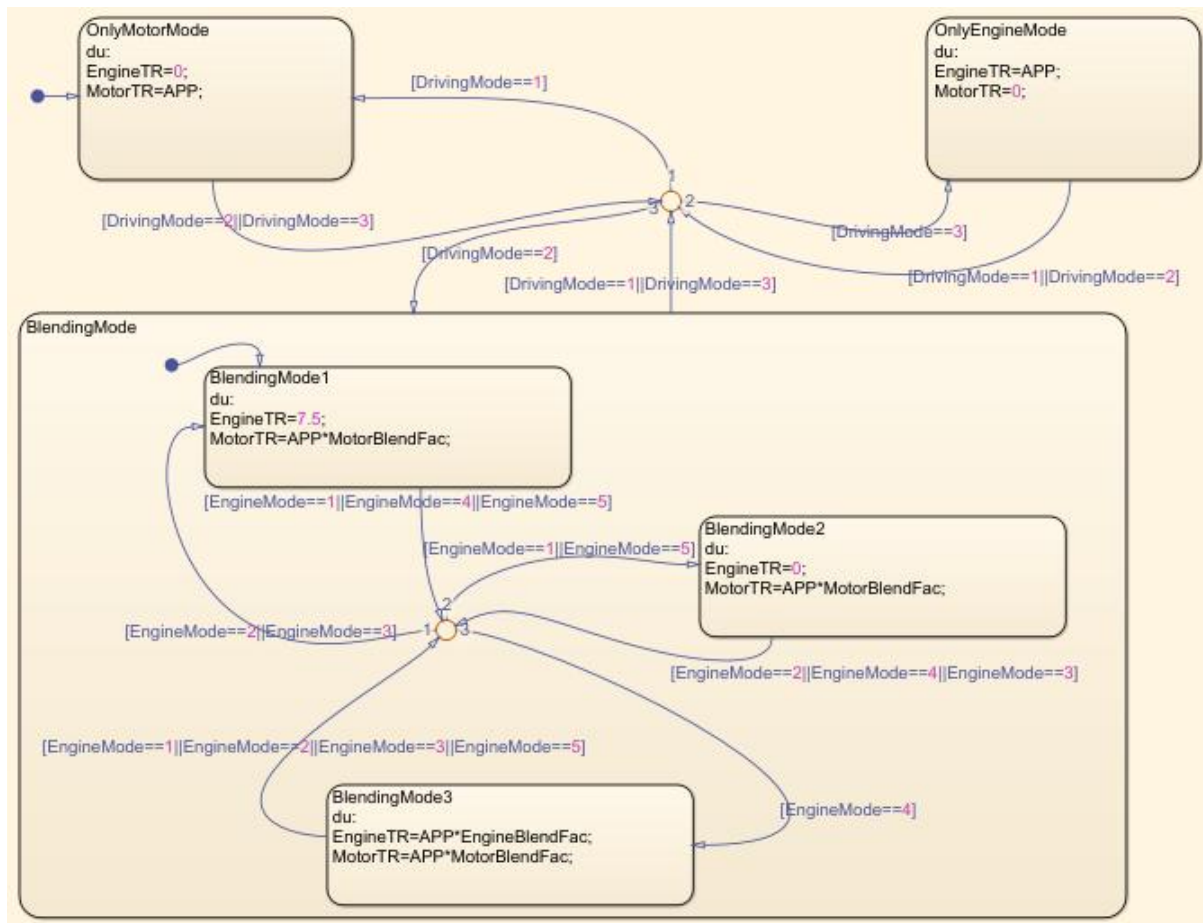 OnlyMotorMode
du:
EngineTR=0;
MotorTR=APP;
OnlyEngineMode
du:
EngineTR=APP;
MotorTR=0;
[DrivingMode==1]
1
2
3
[DrivingMode==2||DrivingMode==3]
[DrivingMode==3]
[DrivingMode==2]
[DrivingMode==1||DrivingMode==3]
[DrivingMode==1||DrivingMode==2]
BlendingMode
BlendingMode1
du:
EngineTR=7.5;
MotorTR=APP*MotorBlendFac;
[EngineMode==1||EngineMode==4||EngineMode==5]
[EngineMode==1||EngineMode==5]
BlendingMode2
du:
EngineTR=0;
MotorTR=APP*MotorBlendFac;
2
1
3
[EngineMode==2||EngineMode==3]
[EngineMode==2||EngineMode==4||EngineMode==3]
[EngineMode==1||EngineMode==2||EngineMode==3||EngineMode==5]
BlendingMode3
du:
EngineTR=APP*EngineBlendFac;
MotorTR=APP*MotorBlendFac;
[EngineMode==4]